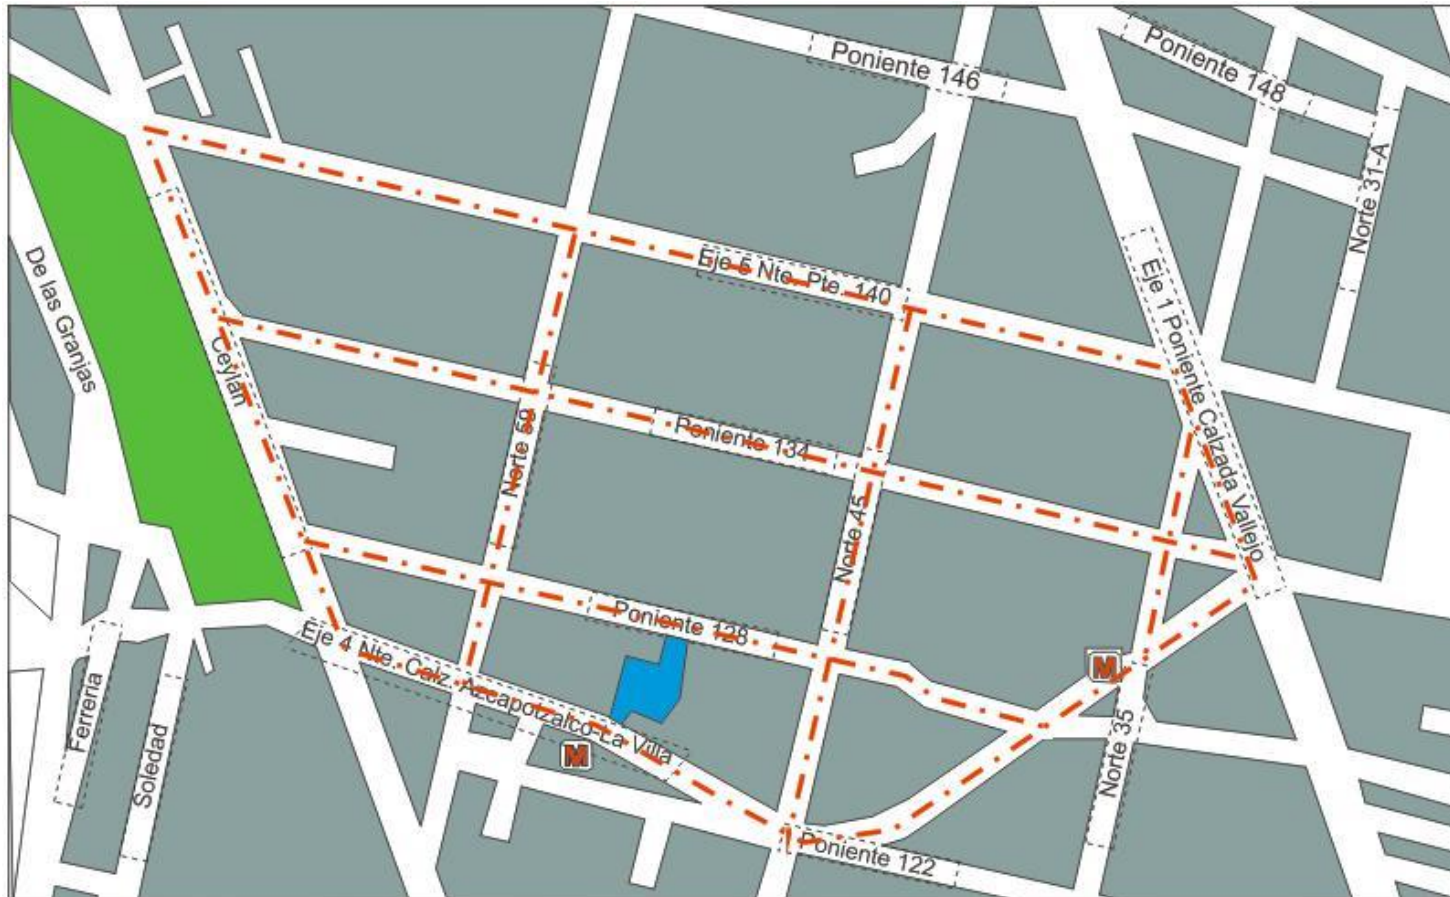 Poniente 146
Poniente 148
Norte 31-A
De las Granjas
Eje 5 Nte. Pte. 140
Eje 1 Poniente Calzada Vallejo
Ceylán
Norte 59
Poniente 134
Norte 45
Poniente 128
Eje 4 Nte. Calz. Azcapotzalco-La Villa
M
M
Ferrería
Soledad
Norte 35
Poniente 122